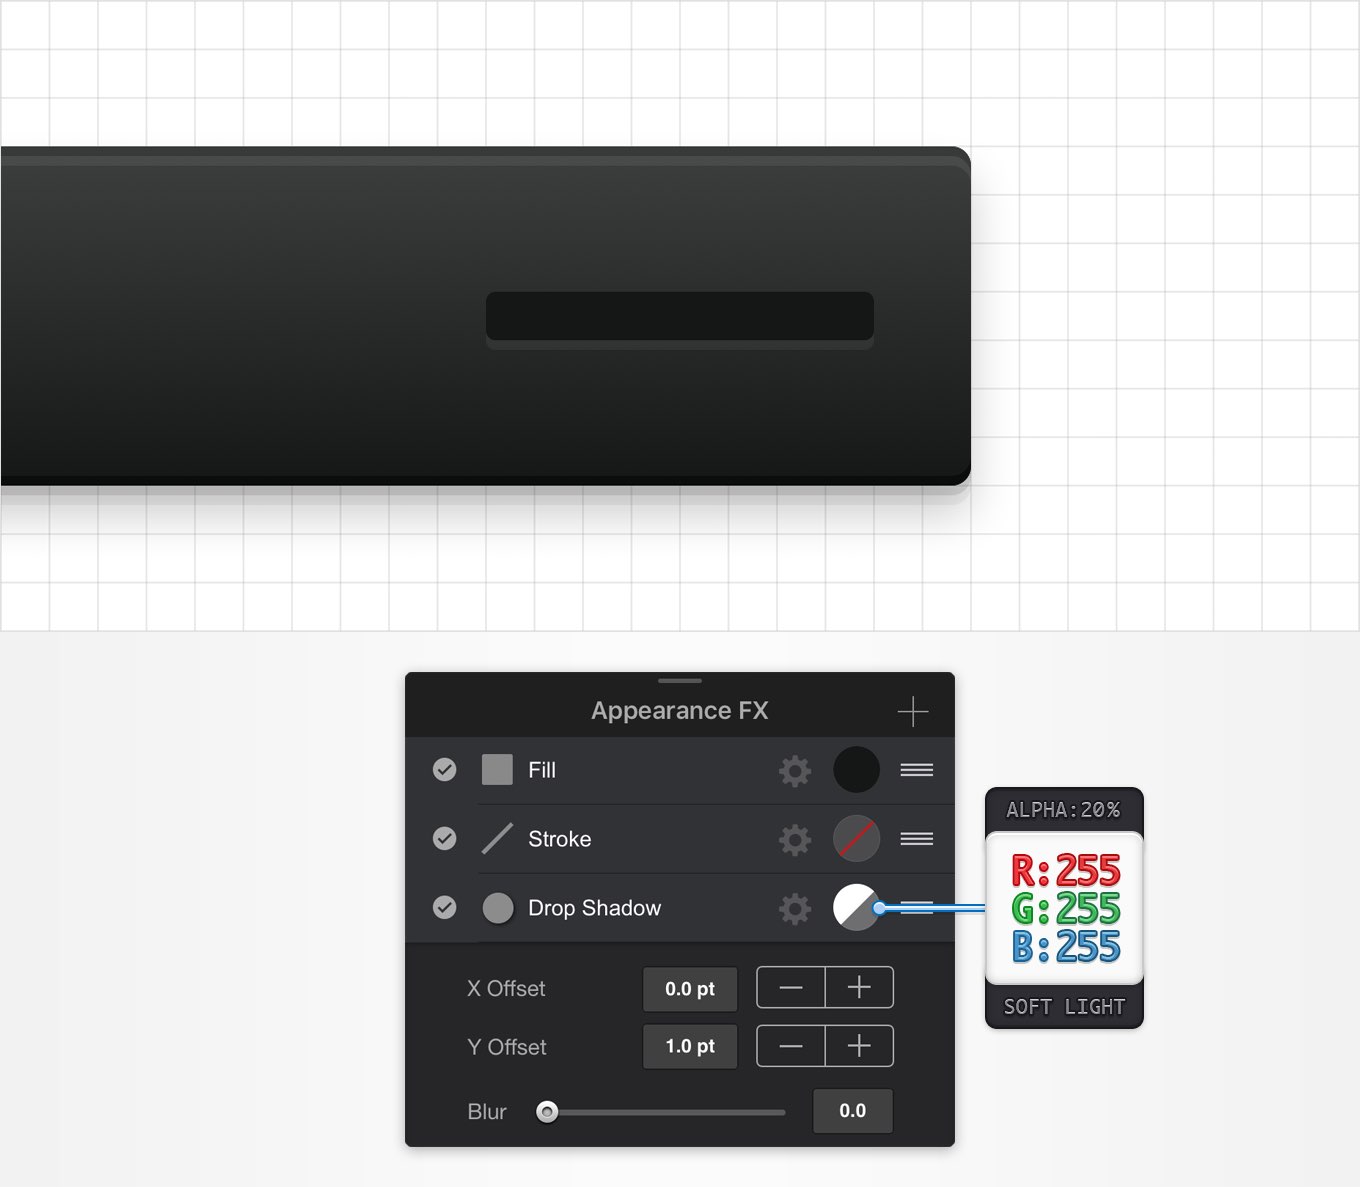 Appearance FX
Fill
Stroke
Drop Shadow
X Offset 0.0 pt
Y Offset 1.0 pt
Blur 0.0
ALPHA:20%
R:255
G:255
B:255
SOFT LIGHT